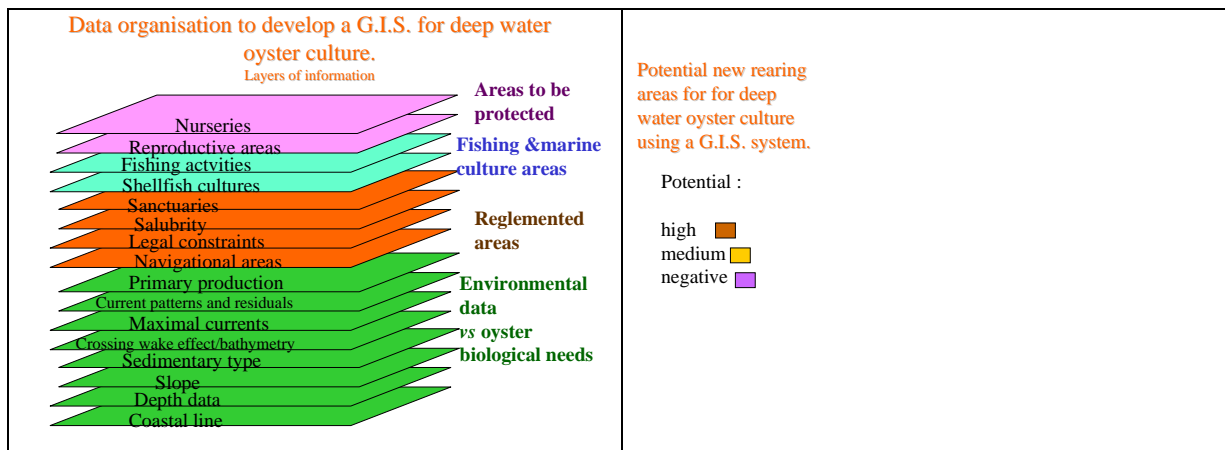 Data organisation to develop a G.I.S. for deep water
oyster culture.
Layers of information
Areas to be
protected
Nurseries
Reproductive areas
Fishing &marine
culture areas
Fishing actvities
Shellfish cultures
Sanctuaries
Salubrity
Legal constraints
Navigational areas
Reglemented
areas
Primary production
Current patterns and residuals
Maximal currents
Crossing wake effect/bathymetry
Sedimentary type
Slope
Depth data
Coastal line
Environmental
data
vs oyster
biological needs
Potential new rearing
areas for for deep
water oyster culture
using a G.I.S. system.
Potential :
high
medium
negative